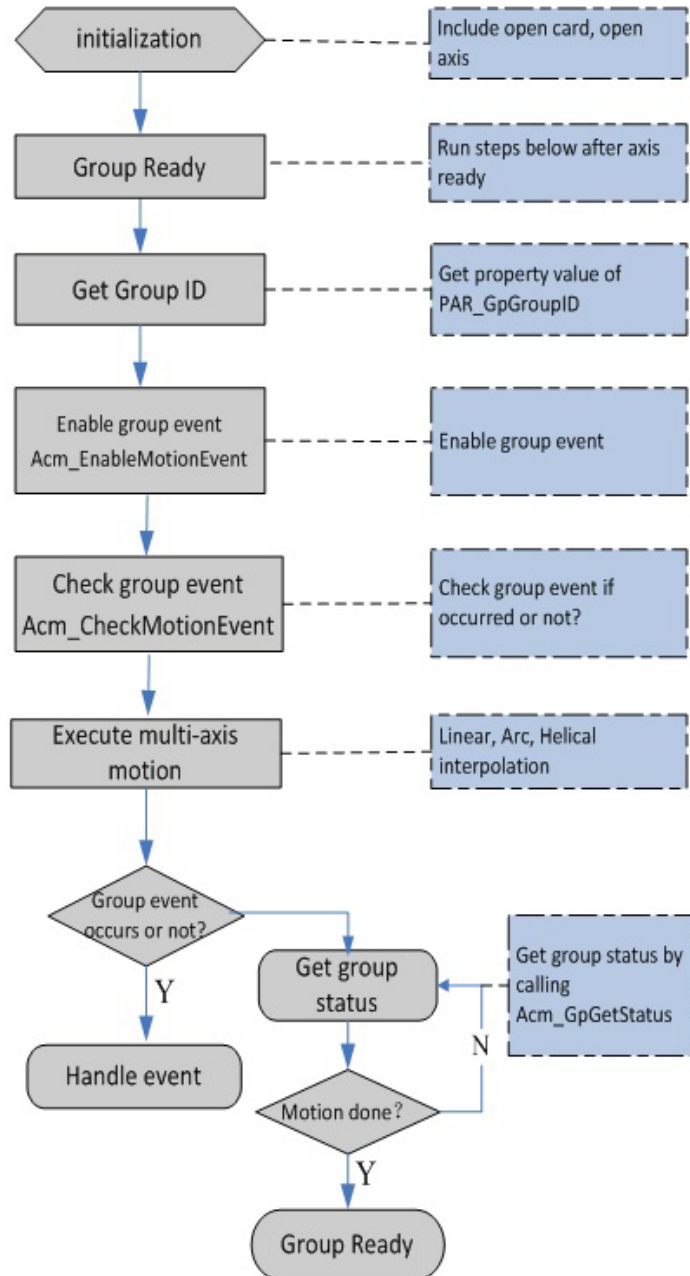 initialization
Include open card, open
axis
Group Ready
Run steps below after axis
ready
Get Group ID
Get property value of
PAR_GpGroupID
Enable group event
Acm_EnableMotionEvent
Enable group event
Check group event
Acm_CheckMotionEvent
Check group event if
occurred or not?
Execute multi-axis
motion
Linear, Arc, Helical
interpolation
Group event
occurs or not?
Get group
status
Get group status by
calling
Acm_GpGetStatus
Y
N
Handle event
Motion done?
Y
Group Ready